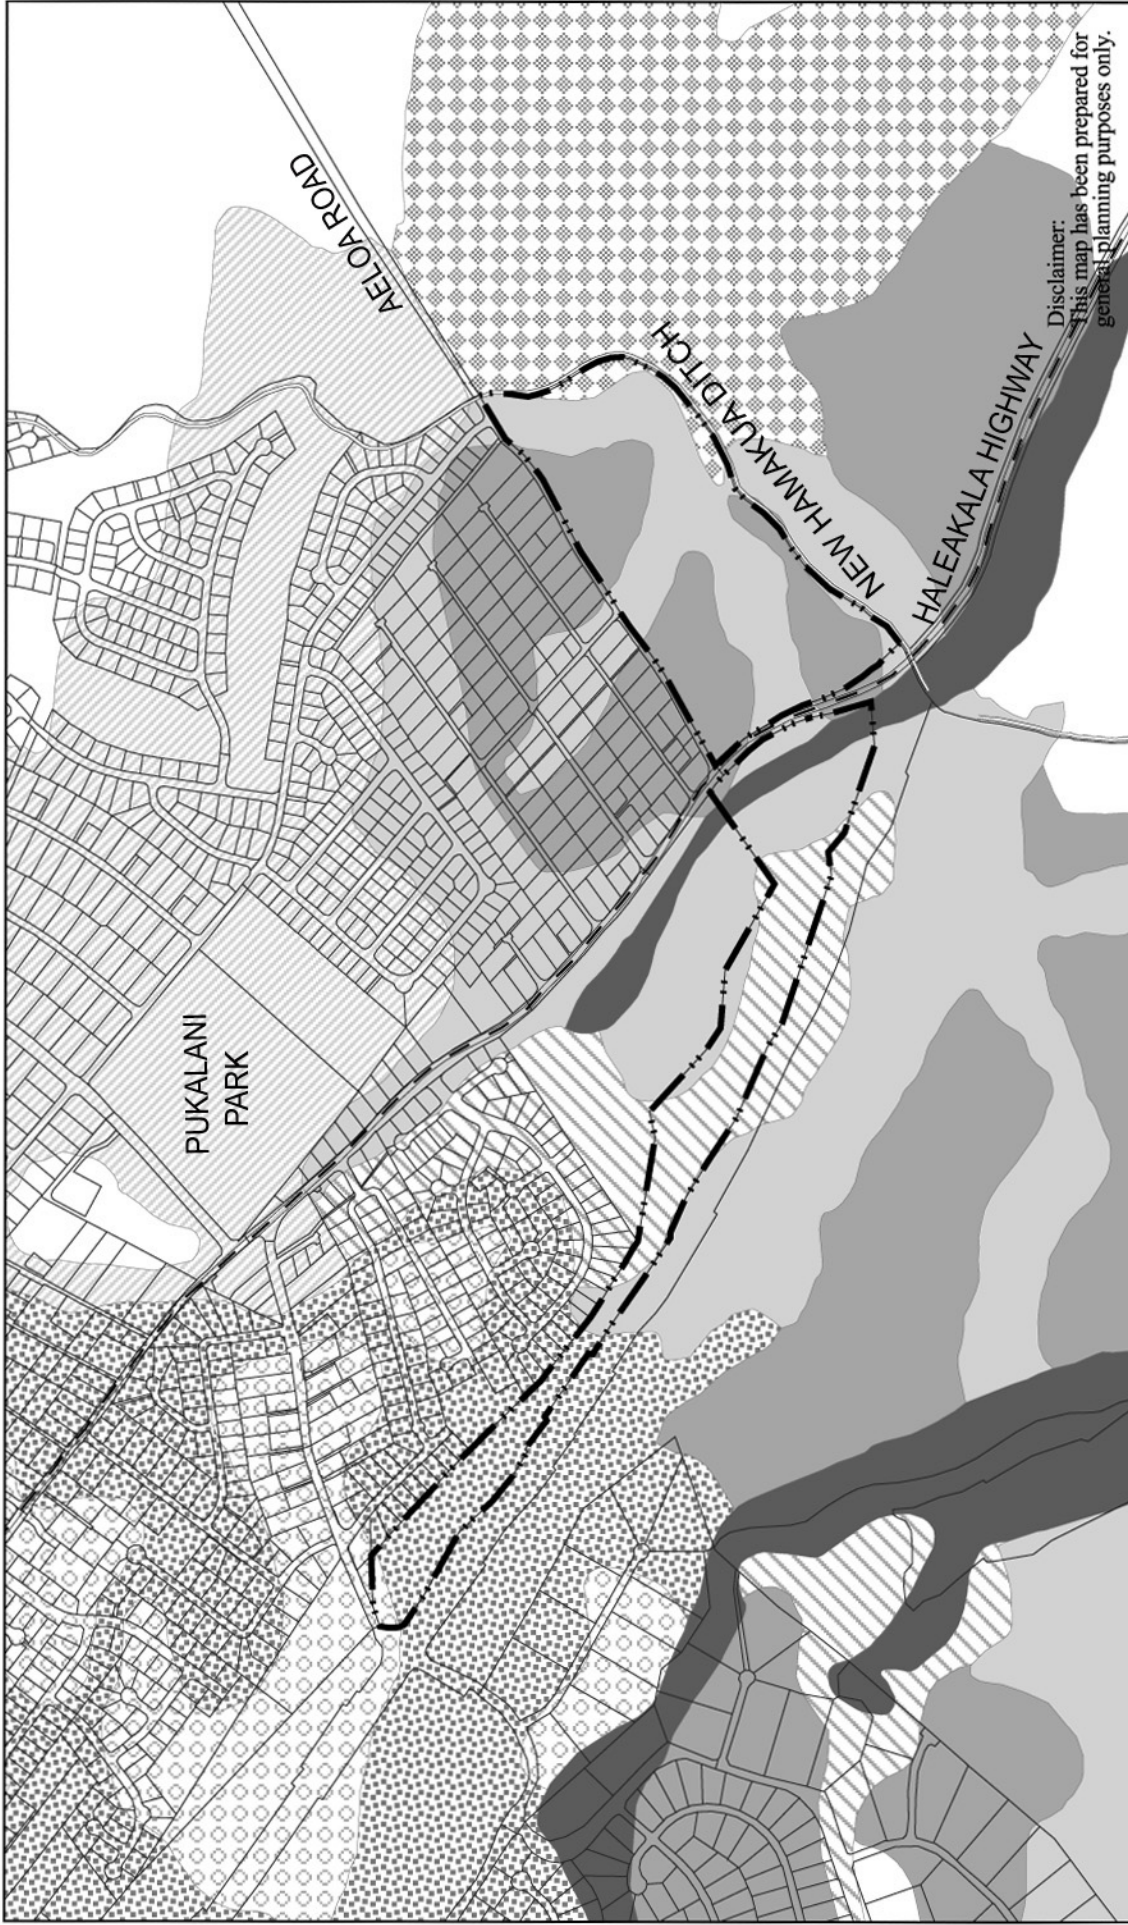 AELOA ROAD
NEW HAMAKUA DITCH
HALEAKALA HIGHWAY
PUKALANI
PARK
Disclaimer:
This map has been prepared for
general planning purposes only.